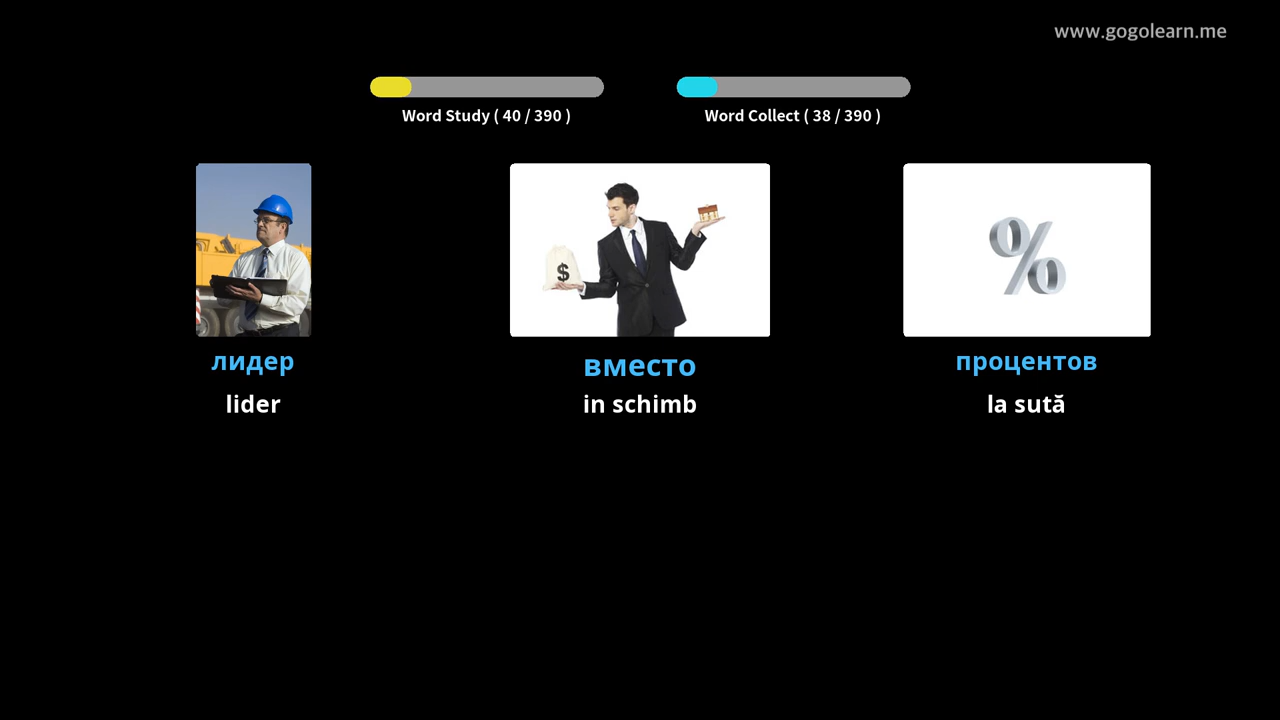 www.gogolearn.me
Word Study ( 40 / 390 )
Word Collect ( 38 / 390 )
$
%
лидер
вместо
процентов
lider
in schimb
la sută